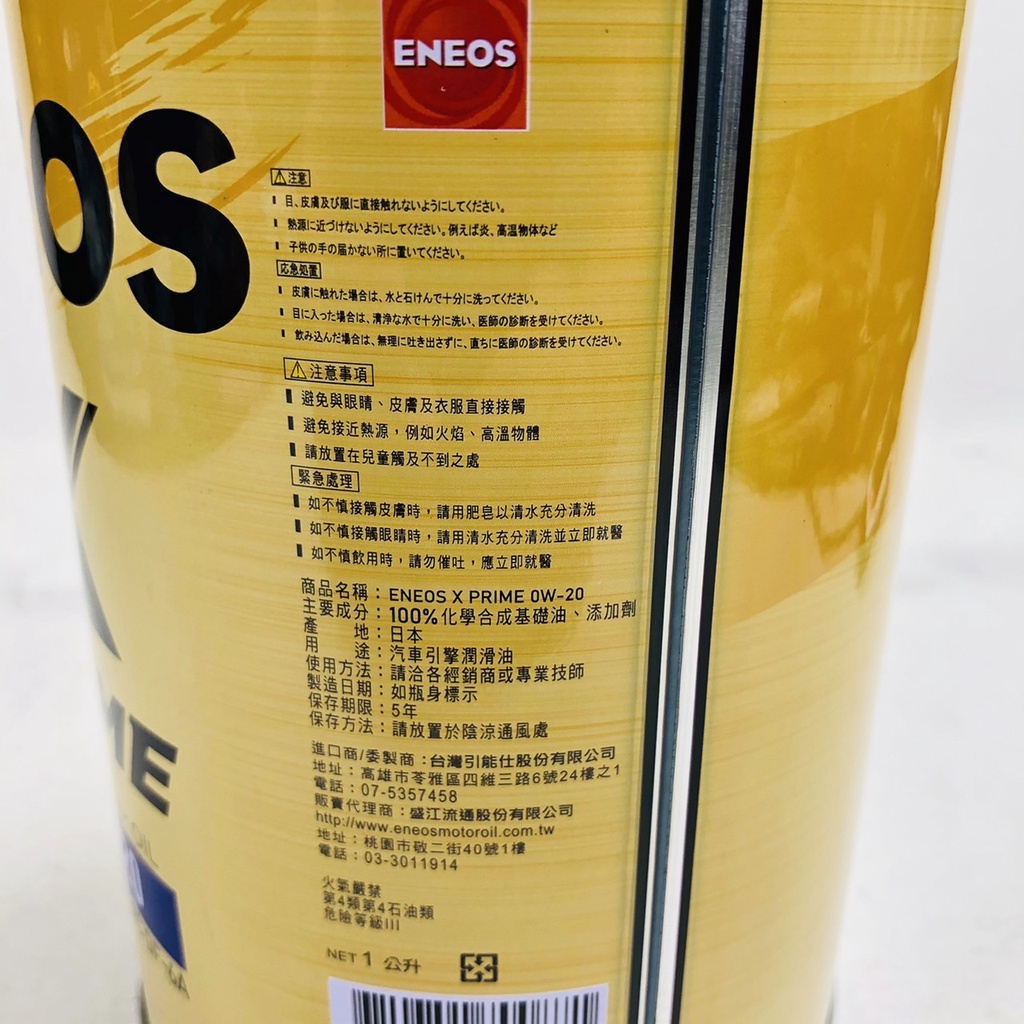 ENEOS
OS
⚠注意
目、皮膚及び服に直接触れないようにしてください。
熱源に近づけないようにしてください。例えば炎、高温物体など
子供の手の届かない所に置いてください。
応急処置
皮膚に触れた場合は、水と石けんで十分に洗ってください。
目に入った場合は、清浄な水で十分に洗い、医師の診断を受けてください。
飲み込んだ場合は、無理に吐き出さずに、直ちに医師の診断を受けてください。
⚠注意事項
避免與眼睛、皮膚及衣服直接接觸
避免接近熱源，例如火焰、高溫物體
請放置在兒童觸及不到之處
緊急處理
如不慎接觸皮膚時，請用肥皂以清水充分清洗
如不慎接觸眼睛時，請用清水充分清洗並立即就醫
如不慎飲用時，請勿催吐，應立即就醫
商品名稱：ENEOS X PRIME 0W-20
主要成分：100%化學合成基礎油、添加劑
產　　地：日本
用　　途：汽車引擎潤滑油
使用方法：請洽各經銷商或專業技師
製造日期：如瓶身標示
保存期限：5年
保存方法：請放置於陰涼通風處
進口商/委製商：台灣引能仕股份有限公司
地址：高雄市苓雅區四維三路6號24樓之1
電話：07-5357458
販賣代理商：盛江流通股份有限公司
http://www.eneosmotoroil.com.tw
地址：桃園市敬二街40號1樓
電話：03-3011914
火氣嚴禁
第4類第4石油類
危險等級III
NET 1 公升
X
ME
OIL
0
-6A